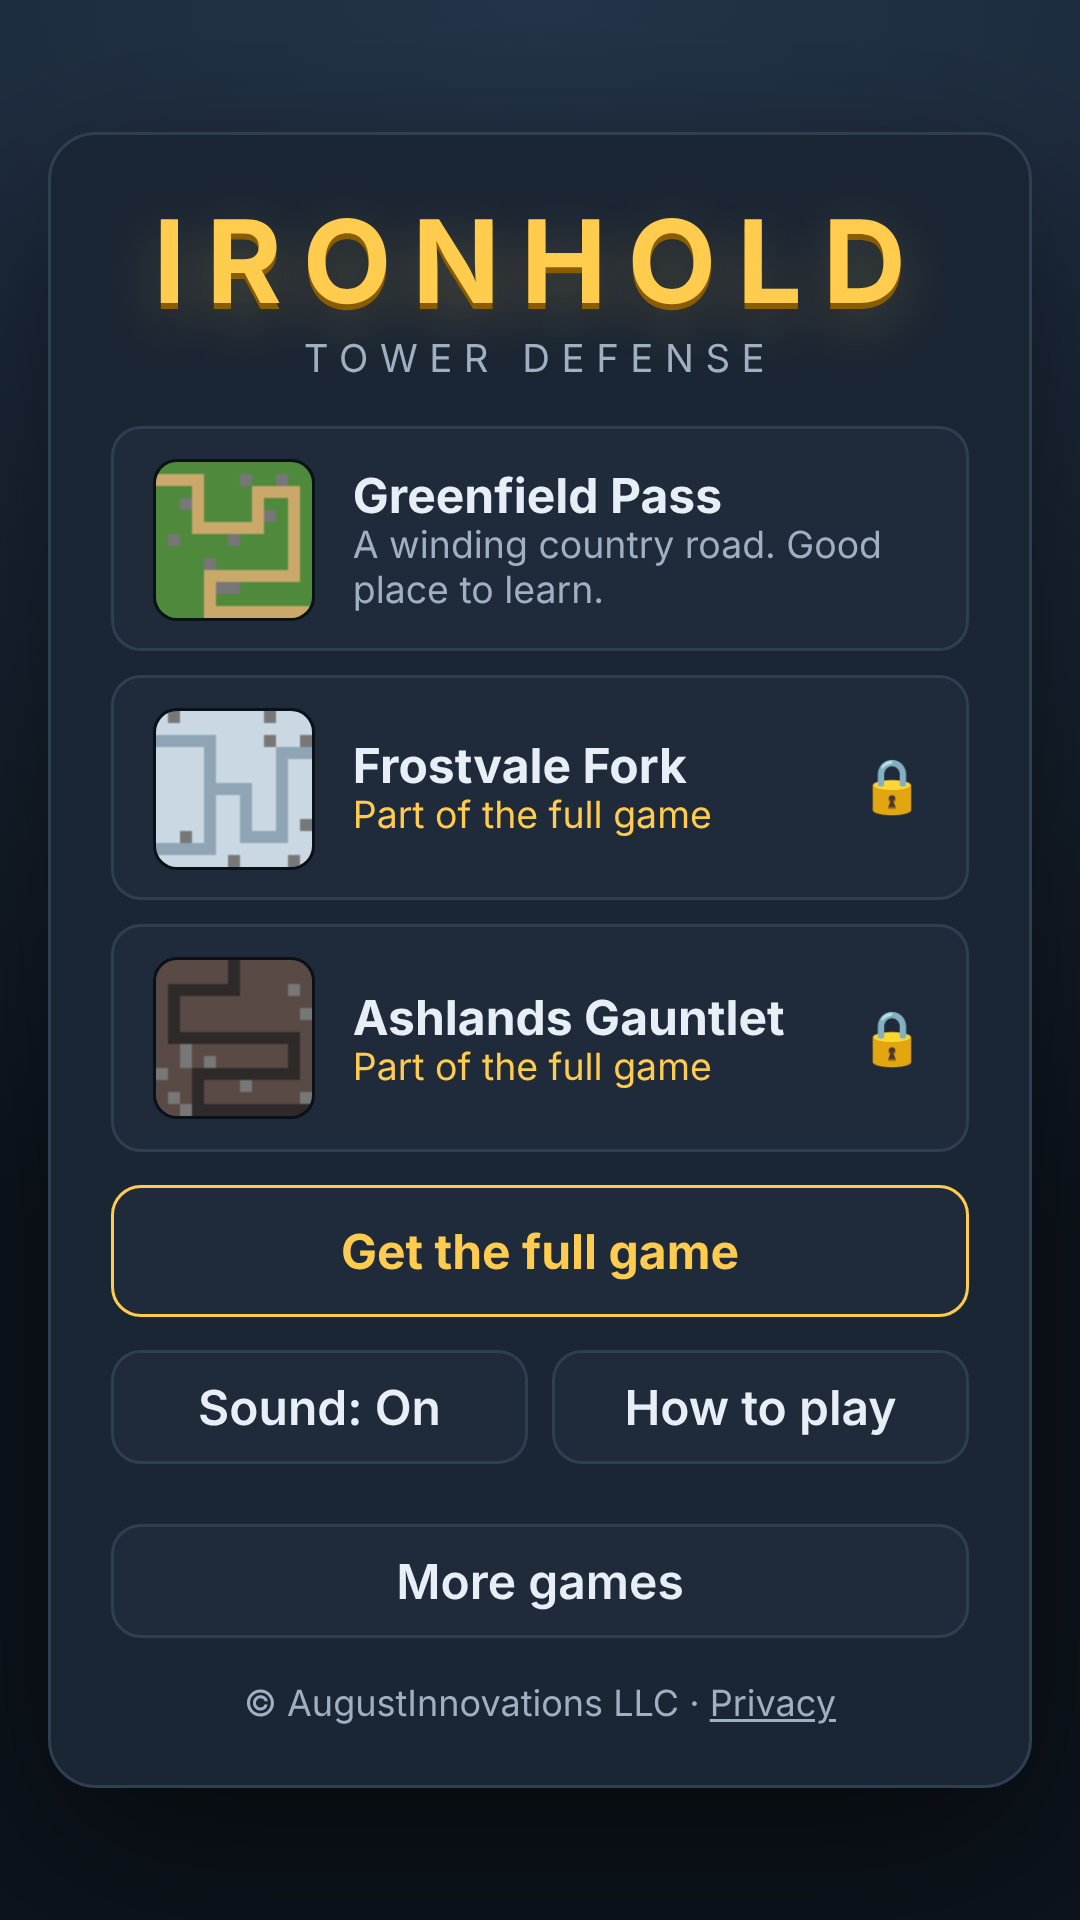 IRONHOLD
TOWER DEFENSE
Greenfield Pass
A winding country road. Good
place to learn.
Frostvale Fork
Part of the full game
Ashlands Gauntlet
Part of the full game
Get the full game
Sound: On
How to play
More games
© AugustInnovations LLC · Privacy